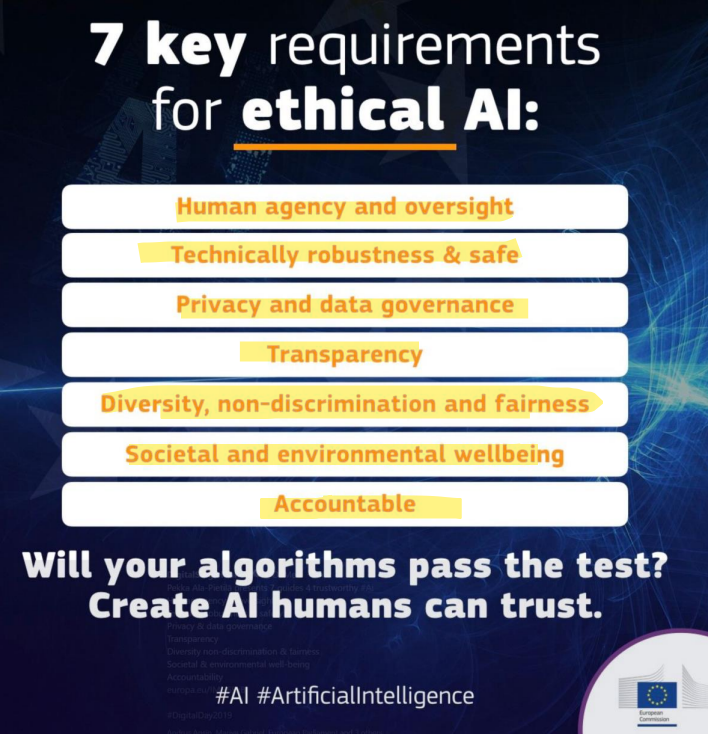 7 key requirements
for ethical AI:
Human agency and oversight
Technically robustness & safe
Privacy and data governance
Transparency
Diversity, non-discrimination and fairness
Societal and environmental wellbeing
Accountable
Will your algorithms pass the test?
Create AI humans can trust.
Privacy & data governance
Transparency
Diversity non-discrimination & fairness
Societal & environmental well-being
Accountability
#AI #ArtificialIntelligence
#DigitalDay2019
European
Commission